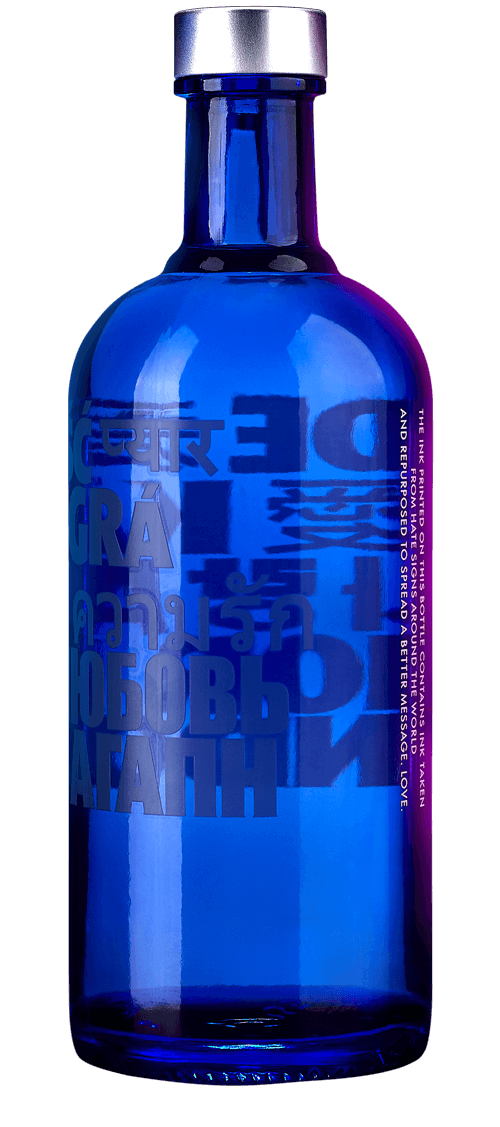 Ć प्यार
GRÁ
ความรัก
ЮБОВЬ
ΑΓΑΠΗ
THE INK PRINTED ON THIS BOTTLE CONTAINS INK TAKEN
FROM HATE SIGNS AROUND THE WORLD
AND REPURPOSED TO SPREAD A BETTER MESSAGE. LOVE.